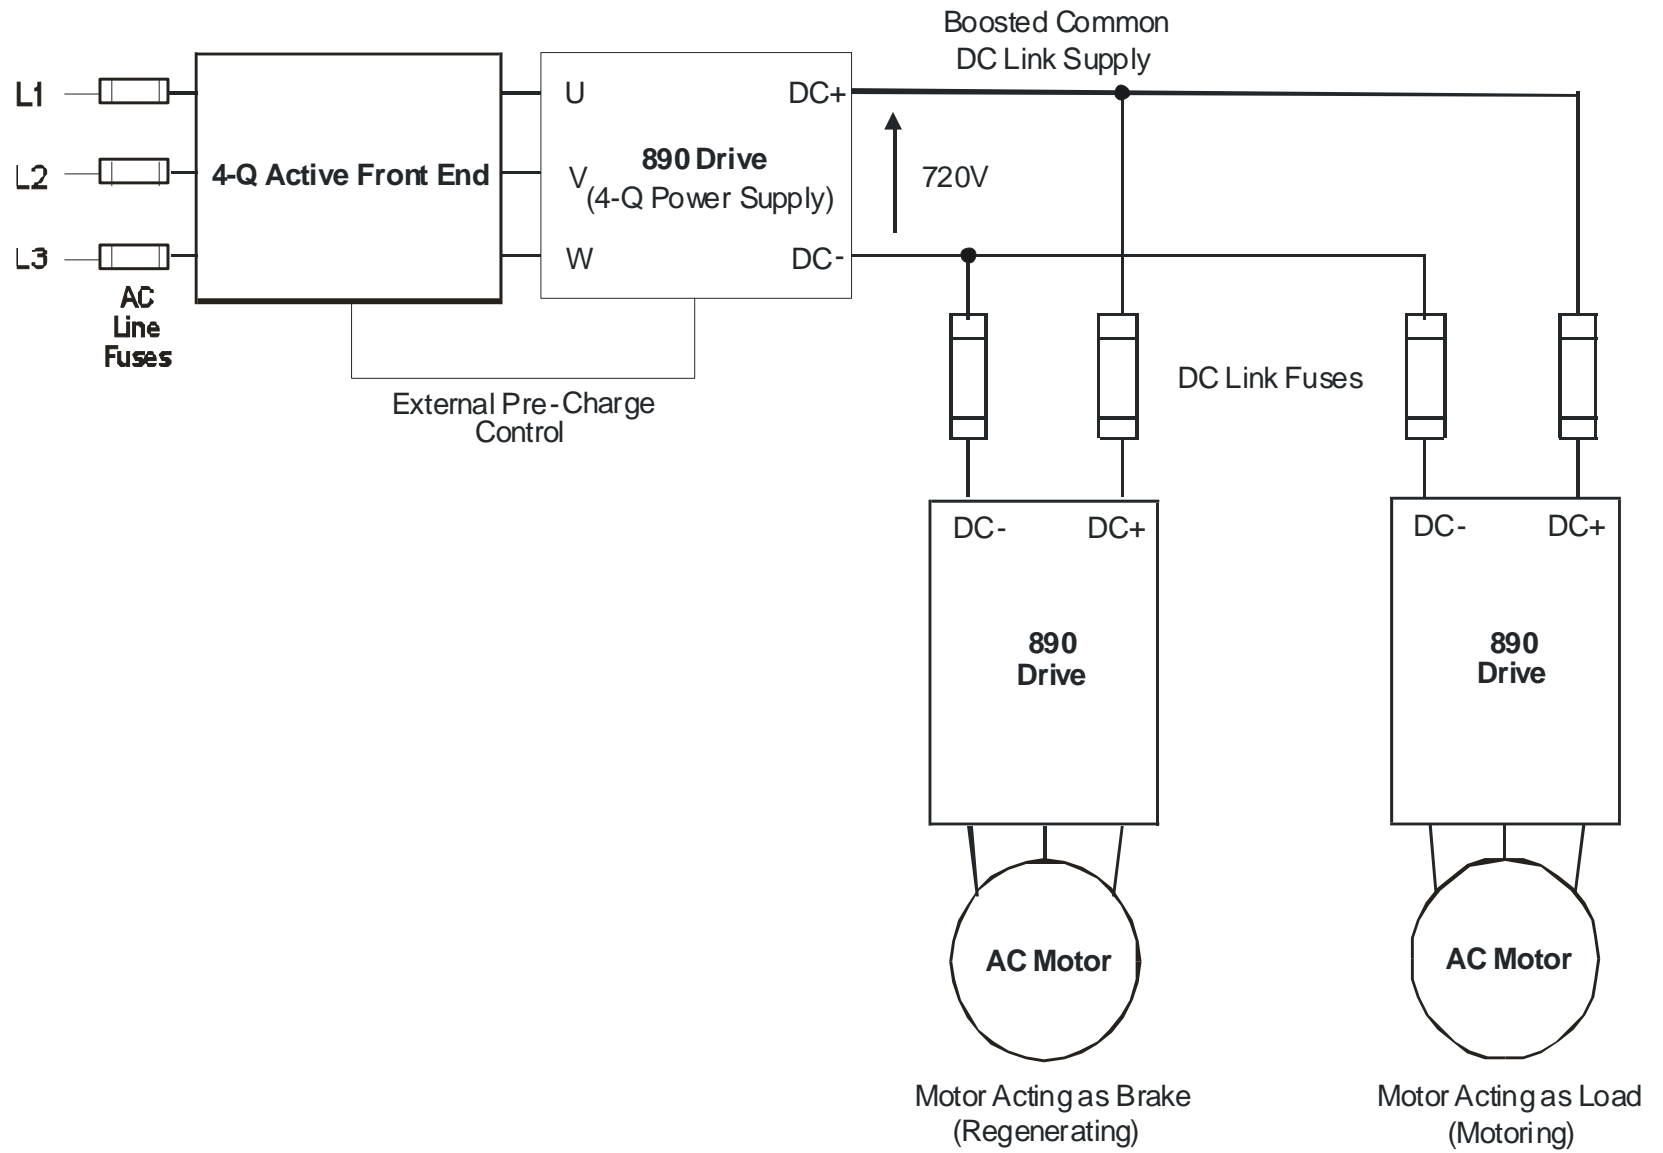 Boosted Common
DC Link Supply
L1
U
DC+
4-Q Active Front End
890 Drive
L2
V
(4-Q Power Supply)
720V
L3
W
DC-
AC
Line
Fuses
DC Link Fuses
External Pre-Charge
Control
DC-
DC+
DC-
DC+
890
Drive
890
Drive
AC Motor
AC Motor
Motor Acting as Brake
(Regenerating)
Motor Acting as Load
(Motoring)